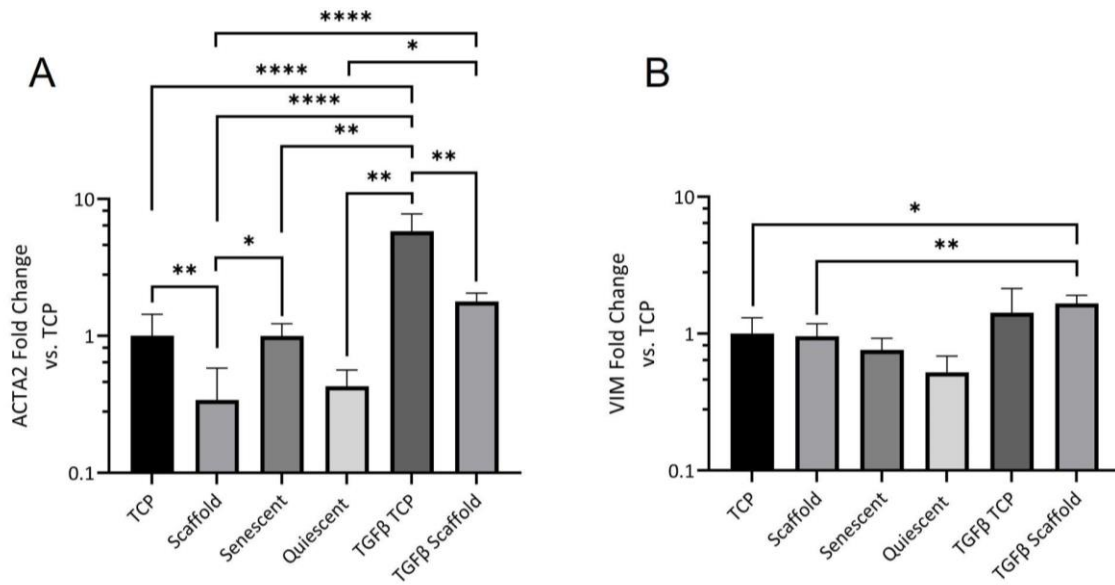 A
****
*
****
****
**
**
**
**
*
10
1
0.1
ACTA2 Fold Change
vs. TCP
TCP
Scaffold
Senescent
Quiescent
TGFβ TCP
TGFβ Scaffold
B
*
**
10
1
0.1
VIM Fold Change
vs. TCP
TCP
Scaffold
Senescent
Quiescent
TGFβ TCP
TGFβ Scaffold